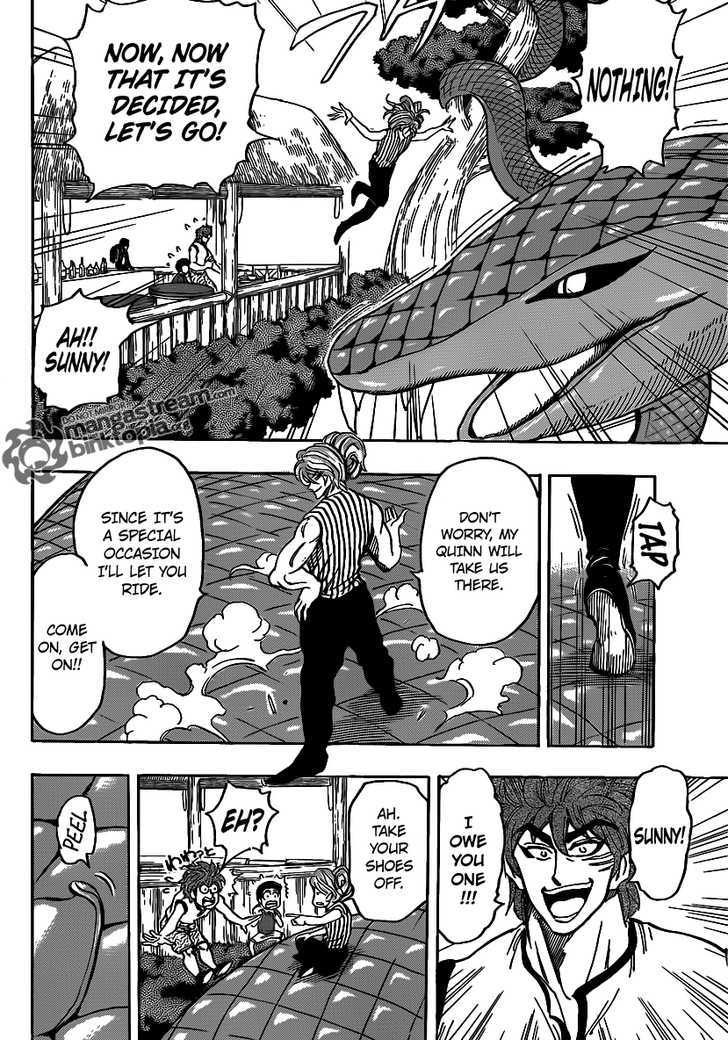 NOTHING!
NOW, NOW
THAT IT'S
DECIDED,
LET'S GO!
AH!!
SUNNY!
mangastream.com
binktopia
TAP
DON'T
WORRY, MY
QUINN WILL
TAKE US
THERE.
SINCE IT'S
A SPECIAL
OCCASION
I'LL LET YOU
RIDE.
COME
ON, GET
ON!!
SUNNY!
I
OWE
YOU
ONE!!!
AH.
TAKE
YOUR
SHOES
OFF.
EH?
PEEL